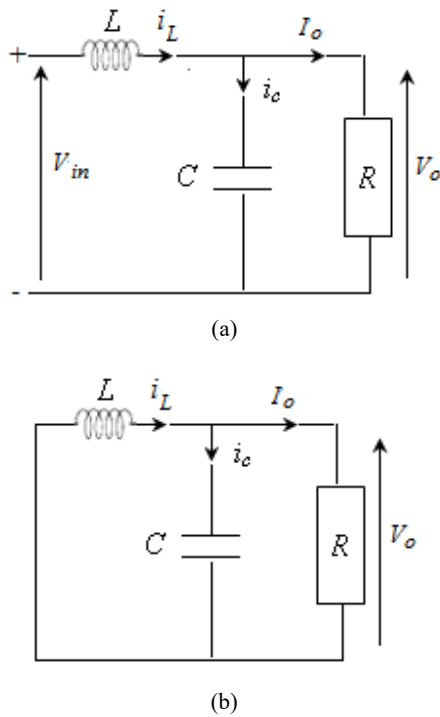 L i_L I_o
+
i_c
V_in C R V_o
-
(a)
L i_L I_o
i_c
C R V_o
(b)